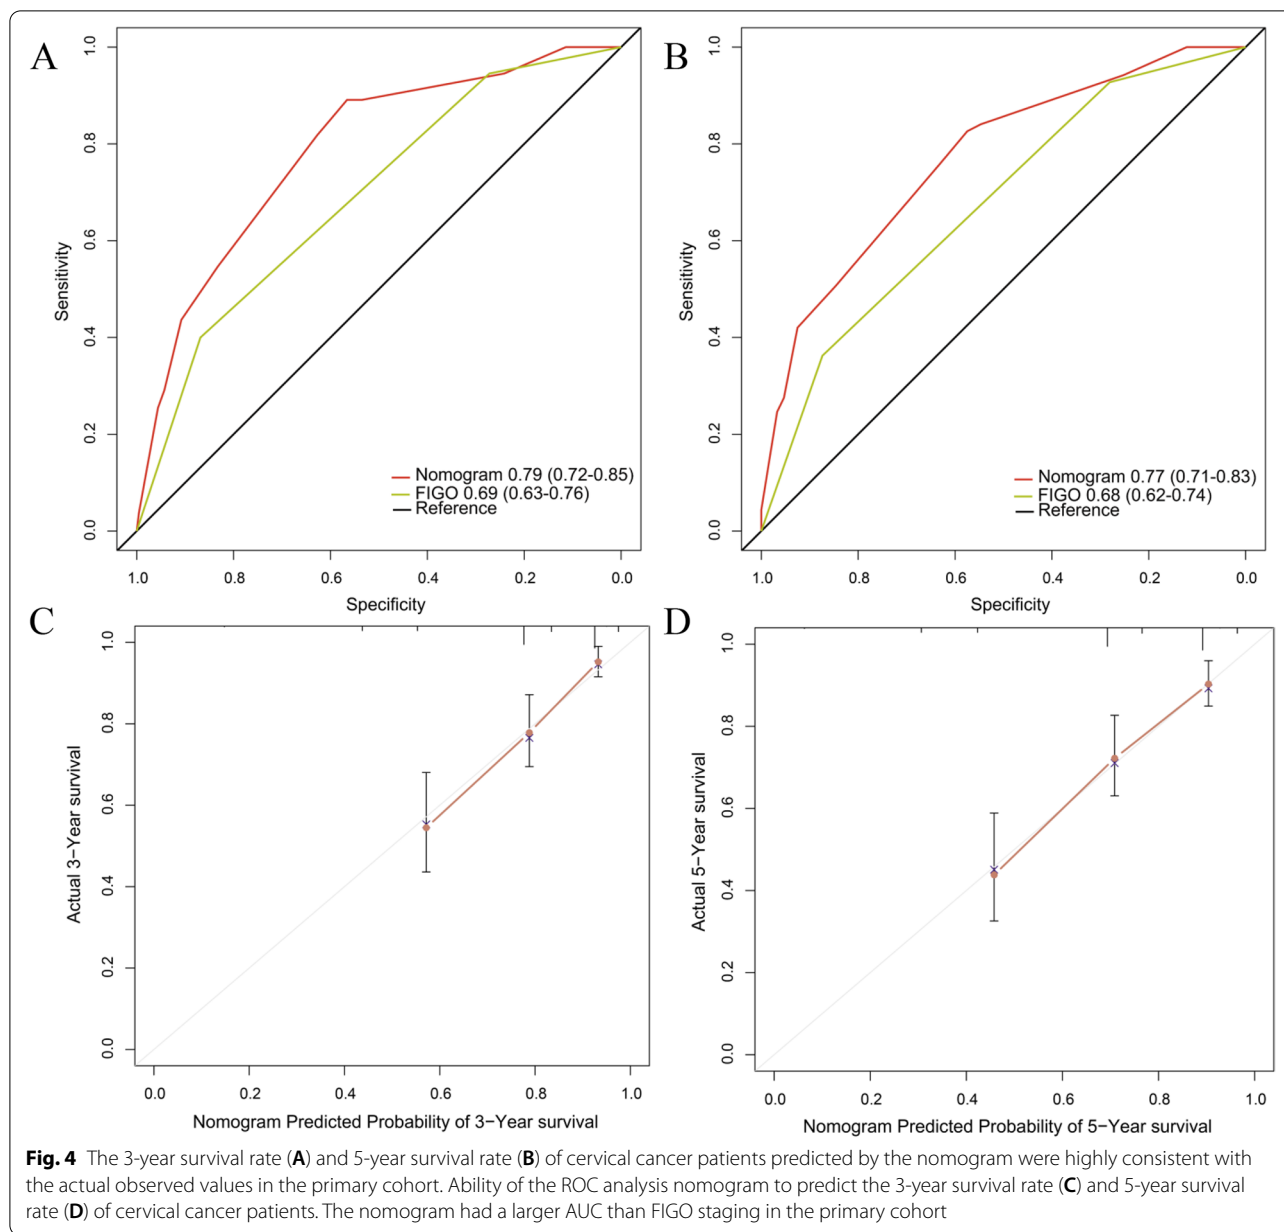 A
1.0
0.8
0.6
0.4
0.2
0.0
Sensitivity
Nomogram 0.79 (0.72-0.85)
FIGO 0.69 (0.63-0.76)
Reference
1.0 0.8 0.6 0.4 0.2 0.0
Specificity
B
1.0
0.8
0.6
0.4
0.2
0.0
Sensitivity
Nomogram 0.77 (0.71-0.83)
FIGO 0.68 (0.62-0.74)
Reference
1.0 0.8 0.6 0.4 0.2 0.0
Specificity
C
1.0
0.8
0.6
0.4
0.2
0.0
Actual 3−Year survival
0.0 0.2 0.4 0.6 0.8 1.0
Nomogram Predicted Probability of 3−Year survival
D
1.0
0.8
0.6
0.4
0.2
0.0
Actual 5−Year survival
0.0 0.2 0.4 0.6 0.8 1.0
Nomogram Predicted Probability of 5−Year survival
Fig. 4 The 3-year survival rate (A) and 5-year survival rate (B) of cervical cancer patients predicted by the nomogram were highly consistent with
the actual observed values in the primary cohort. Ability of the ROC analysis nomogram to predict the 3-year survival rate (C) and 5-year survival
rate (D) of cervical cancer patients. The nomogram had a larger AUC than FIGO staging in the primary cohort